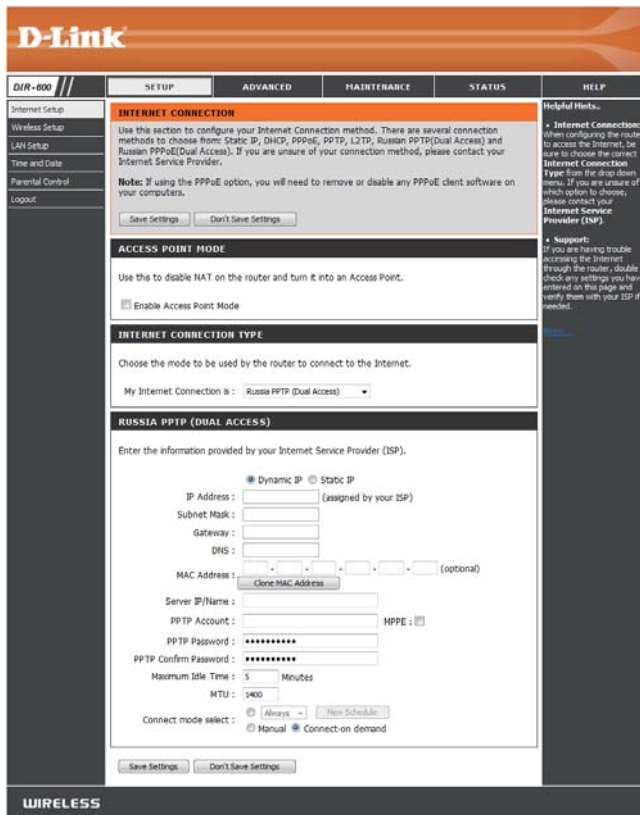 D-Link
DIR-600
SETUP
ADVANCED
MAINTENANCE
STATUS
HELP
Internet Setup
Wireless Setup
LAN Setup
Time and Date
Parental Control
Logout
INTERNET CONNECTION
Use this section to configure your Internet Connection method. There are several connection
methods to choose from: Static IP, DHCP, PPPoE, PPTP, L2TP, Russian PPTP(Dual Access) and
Russian PPPoE(Dual Access). If you are unsure of your connection method, please contact your
Internet Service Provider.
Note: If using the PPPoE option, you will need to remove or disable any PPPoE client software on
your computers.
Save Settings
Don't Save Settings
ACCESS POINT MODE
Use this to disable NAT on the router and turn it into an Access Point.
Enable Access Point Mode
INTERNET CONNECTION TYPE
Choose the mode to be used by the router to connect to the Internet.
My Internet Connection is : Russia PPTP (Dual Access)
RUSSIA PPTP (DUAL ACCESS)
Enter the information provided by your Internet Service Provider (ISP).
Dynamic IP Static IP
IP Address : (assigned by your ISP)
Subnet Mask :
Gateway :
DNS :
MAC Address : - - - - - (optional)
Clone MAC Address
Server IP/Name :
PPTP Account : MPPE :
PPTP Password : ••••••••••
PPTP Confirm Password : ••••••••••
Maximum Idle Time : 5 Minutes
MTU : 1400
Connect mode select : Always New Schedule
Manual Connect-on demand
Save Settings
Don't Save Settings
Helpful Hints..
• Internet Connection:
When configuring the route
to access the Internet, be
sure to choose the correct
Internet Connection
Type from the drop down
menu. If you are unsure of
which option to choose,
please contact your
Internet Service
Provider (ISP).
• Support:
If you are having trouble
accessing the Internet
through the router, double
check any settings you hav
entered on this page and
verify them with your ISP if
needed.
More...
WIRELESS